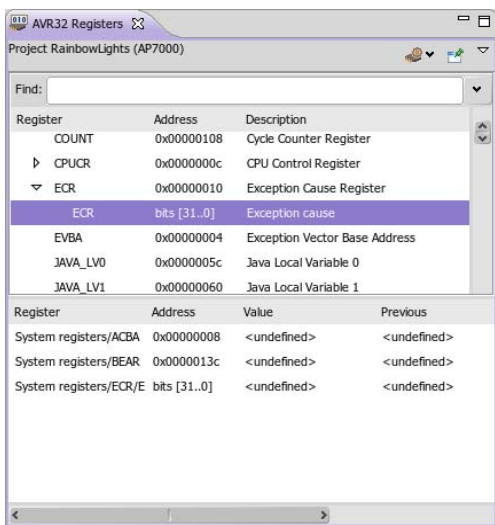 010 AVR32 Registers
Project RainbowLights (AP7000)
Find:
Register Address Description
COUNT 0x00000108 Cycle Counter Register
CPUCR 0x0000000c CPU Control Register
ECR 0x00000010 Exception Cause Register
ECR bits [31..0] Exception cause
EVBA 0x00000004 Exception Vector Base Address
JAVA_LV0 0x0000005c Java Local Variable 0
JAVA_LV1 0x00000060 Java Local Variable 1
Register Address Value Previous
System registers/ACBA 0x00000008 <undefined> <undefined>
System registers/BEAR 0x0000013c <undefined> <undefined>
System registers/ECR/E bits [31..0] <undefined> <undefined>